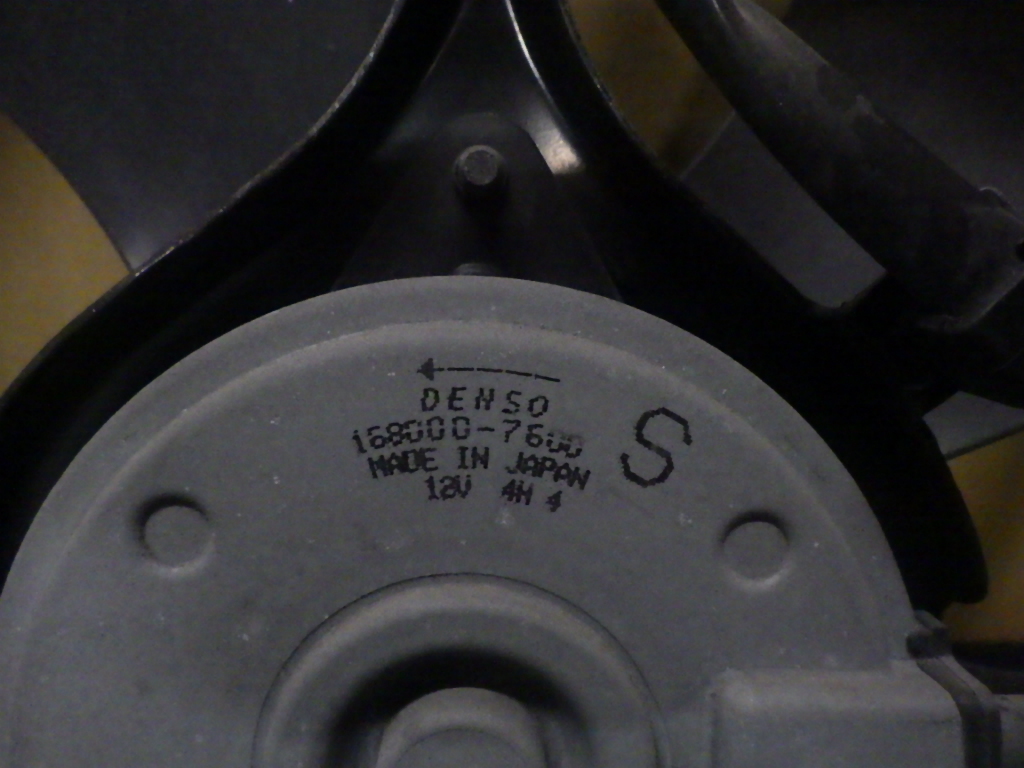 DENSO
168000-7600
MADE IN JAPAN
12V 4H 4
S